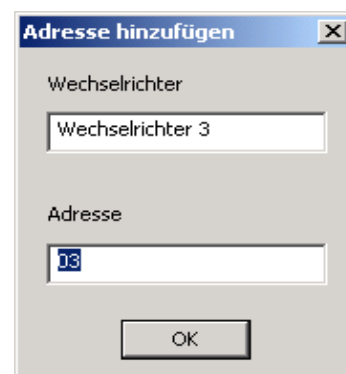 Adresse hinzufügen
Wechselrichter
Wechselrichter 3
Adresse
03
OK